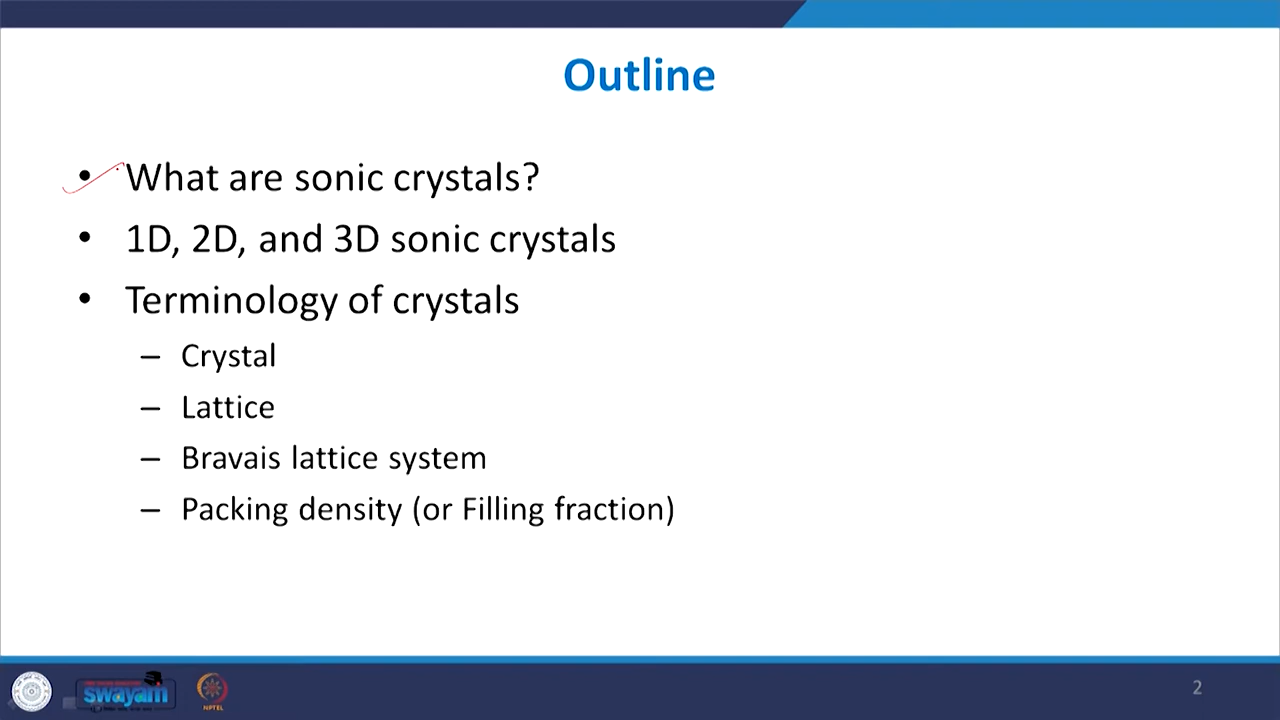 Outline
• What are sonic crystals?
• 1D, 2D, and 3D sonic crystals
• Terminology of crystals
– Crystal
– Lattice
– Bravais lattice system
– Packing density (or Filling fraction)
swayam
NPTEL
2